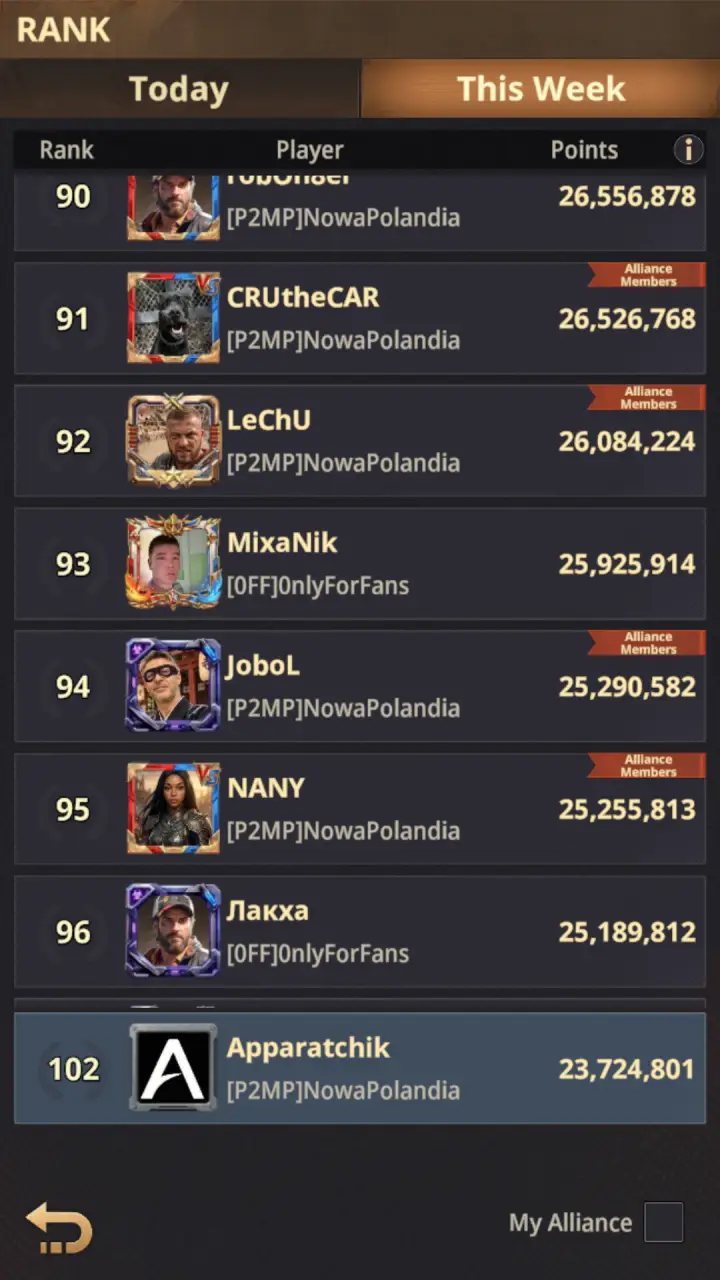 RANK
Today
This Week
Rank
Player
Points
90
[P2MP]NowaPolandia
26,556,878
Alliance
Members
91
CRUtheCAR
[P2MP]NowaPolandia
26,526,768
Alliance
Members
92
LeChU
[P2MP]NowaPolandia
26,084,224
93
MixaNik
[0FF]0nlyForFans
25,925,914
Alliance
Members
94
JoboL
[P2MP]NowaPolandia
25,290,582
Alliance
Members
95
NANY
[P2MP]NowaPolandia
25,255,813
96
Лакха
[0FF]0nlyForFans
25,189,812
102
Apparatchik
[P2MP]NowaPolandia
23,724,801
My Alliance